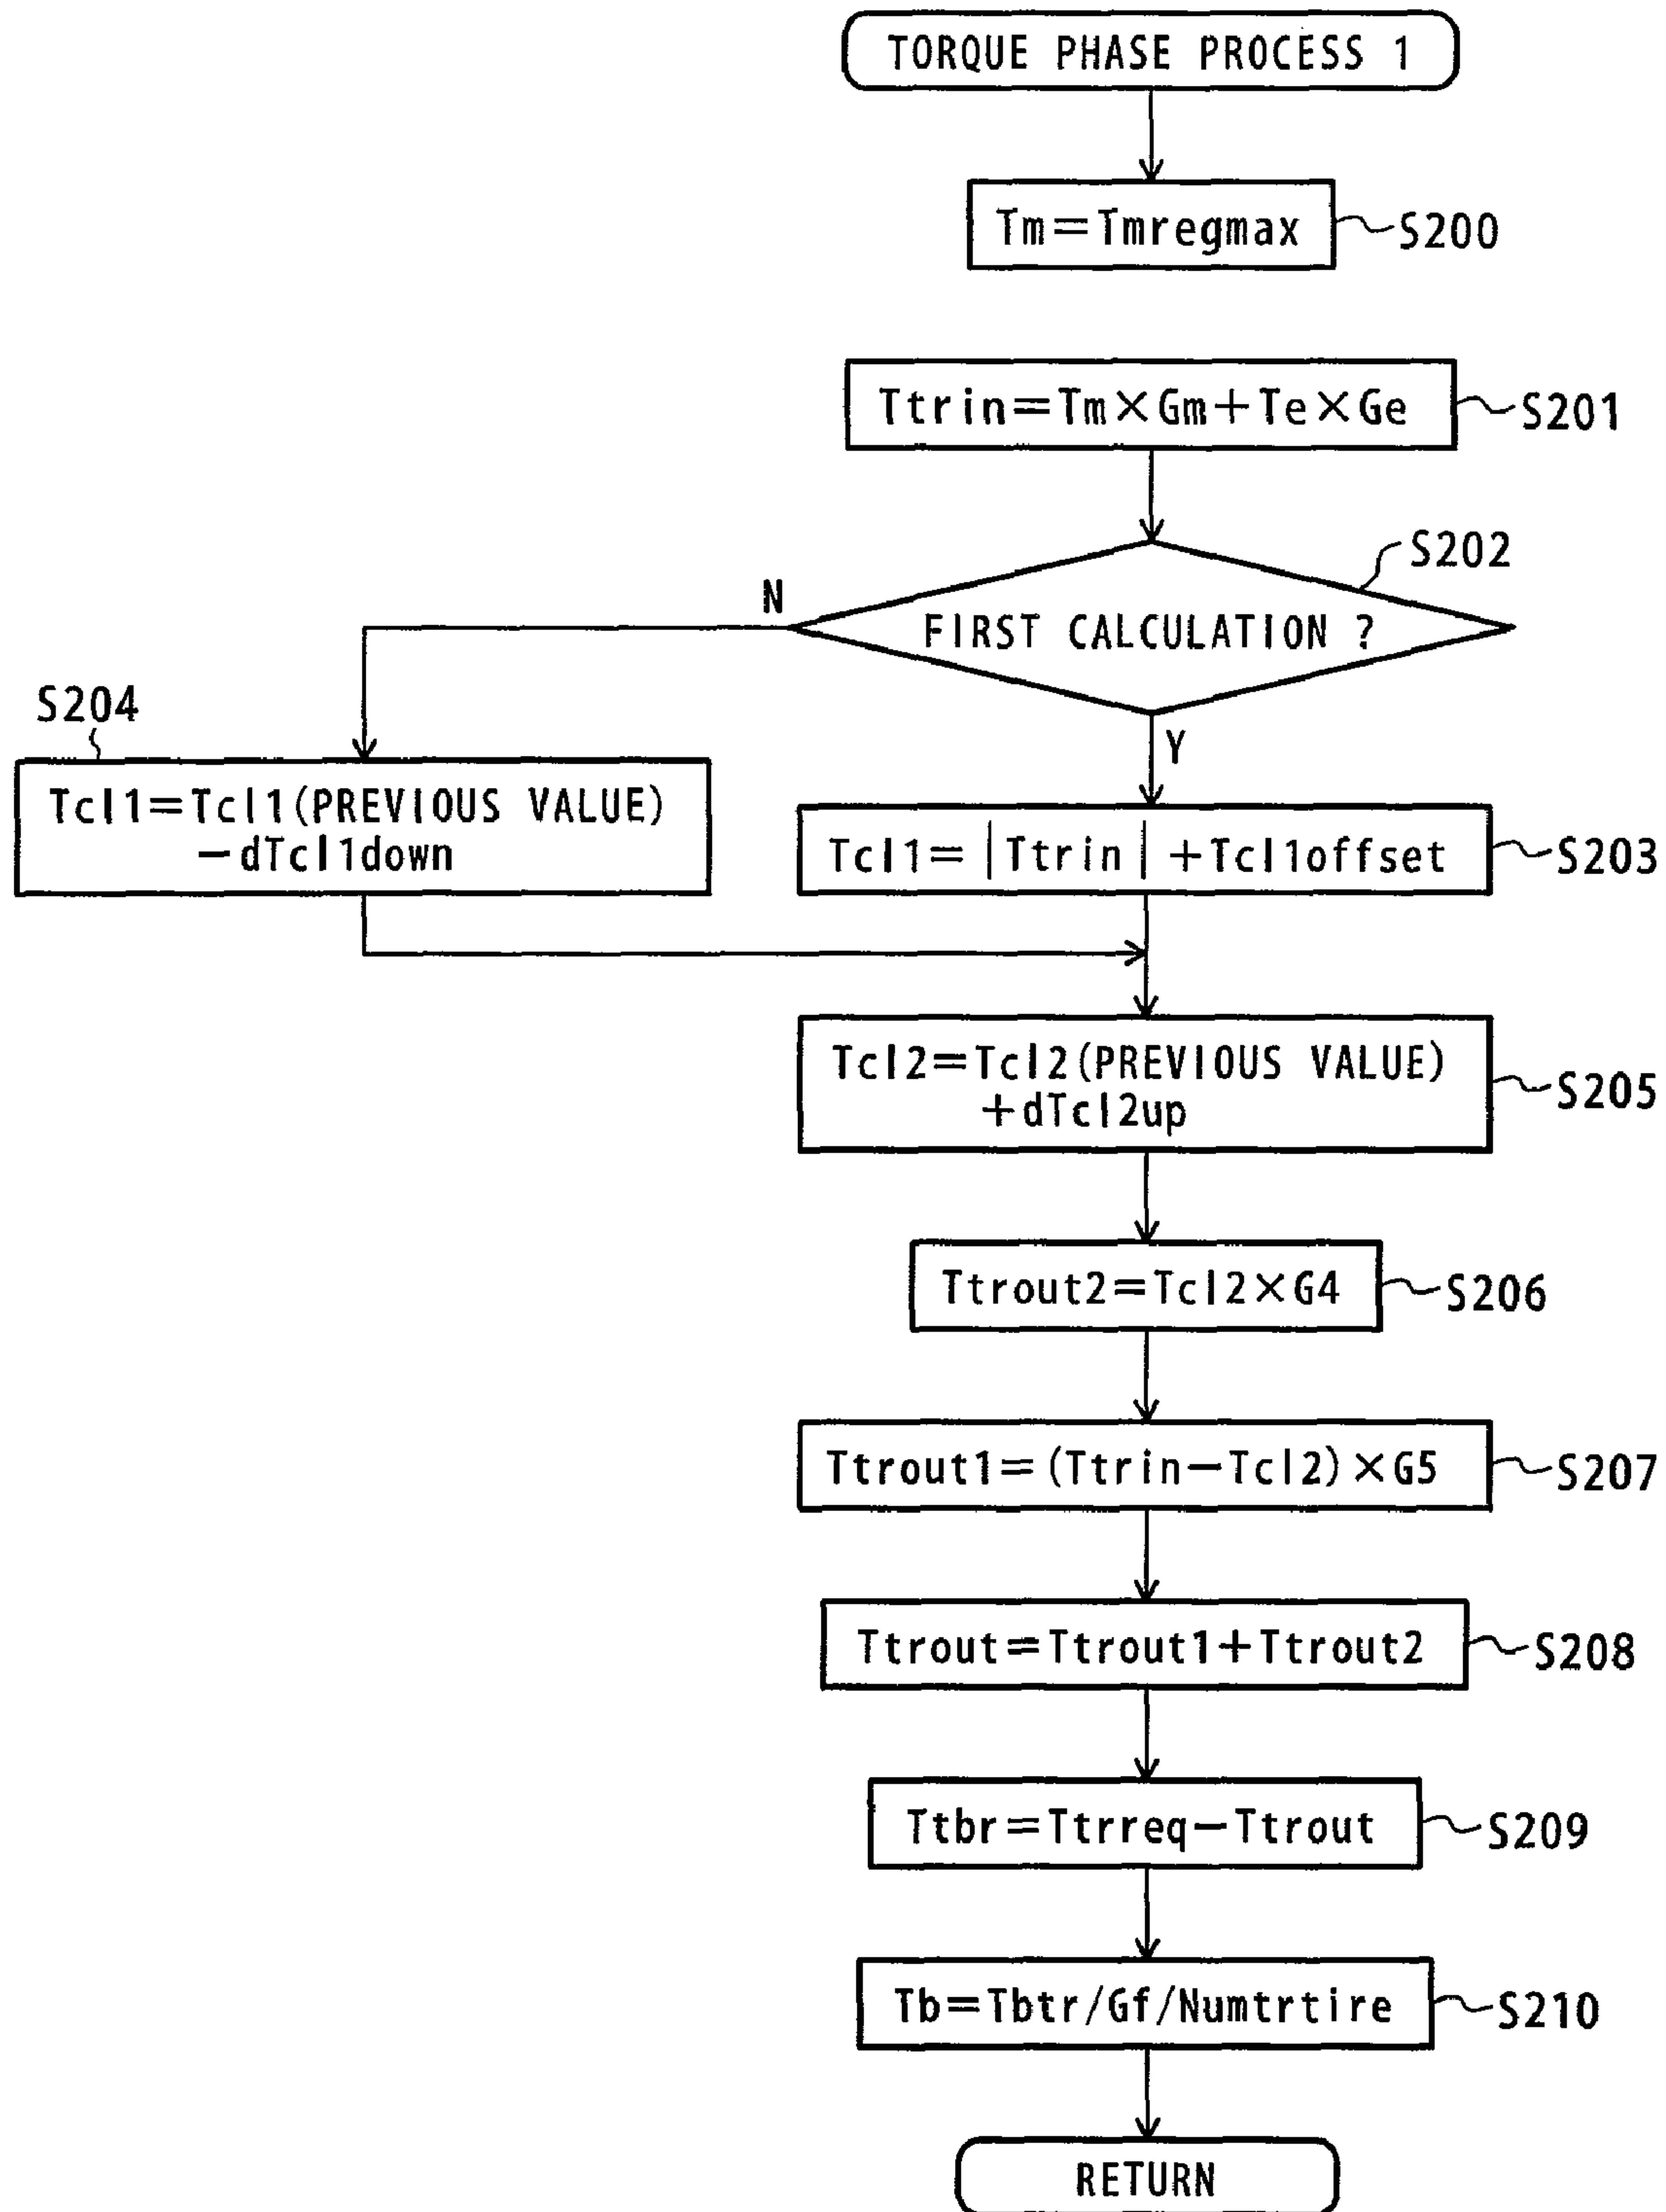 TORQUE PHASE PROCESS 1
Tm=Tmregmax
S200
Ttrin=Tm×Gm+Te×Ge
S201
S202
N
FIRST CALCULATION ?
Y
S204
Tcl1=Tcl1(PREVIOUS VALUE)
-dTcl1down
Tcl1=|Ttrin|+Tcl1offset
S203
Tcl2=Tcl2(PREVIOUS VALUE)
+dTcl2up
S205
Ttrout2=Tcl2×G4
S206
Ttrout1=(Ttrin-Tcl2)×G5
S207
Ttrout=Ttrout1+Ttrout2
S208
Ttbr=Ttrreq-Ttrout
S209
Tb=Tbtr/Gf/Numtrtire
S210
RETURN